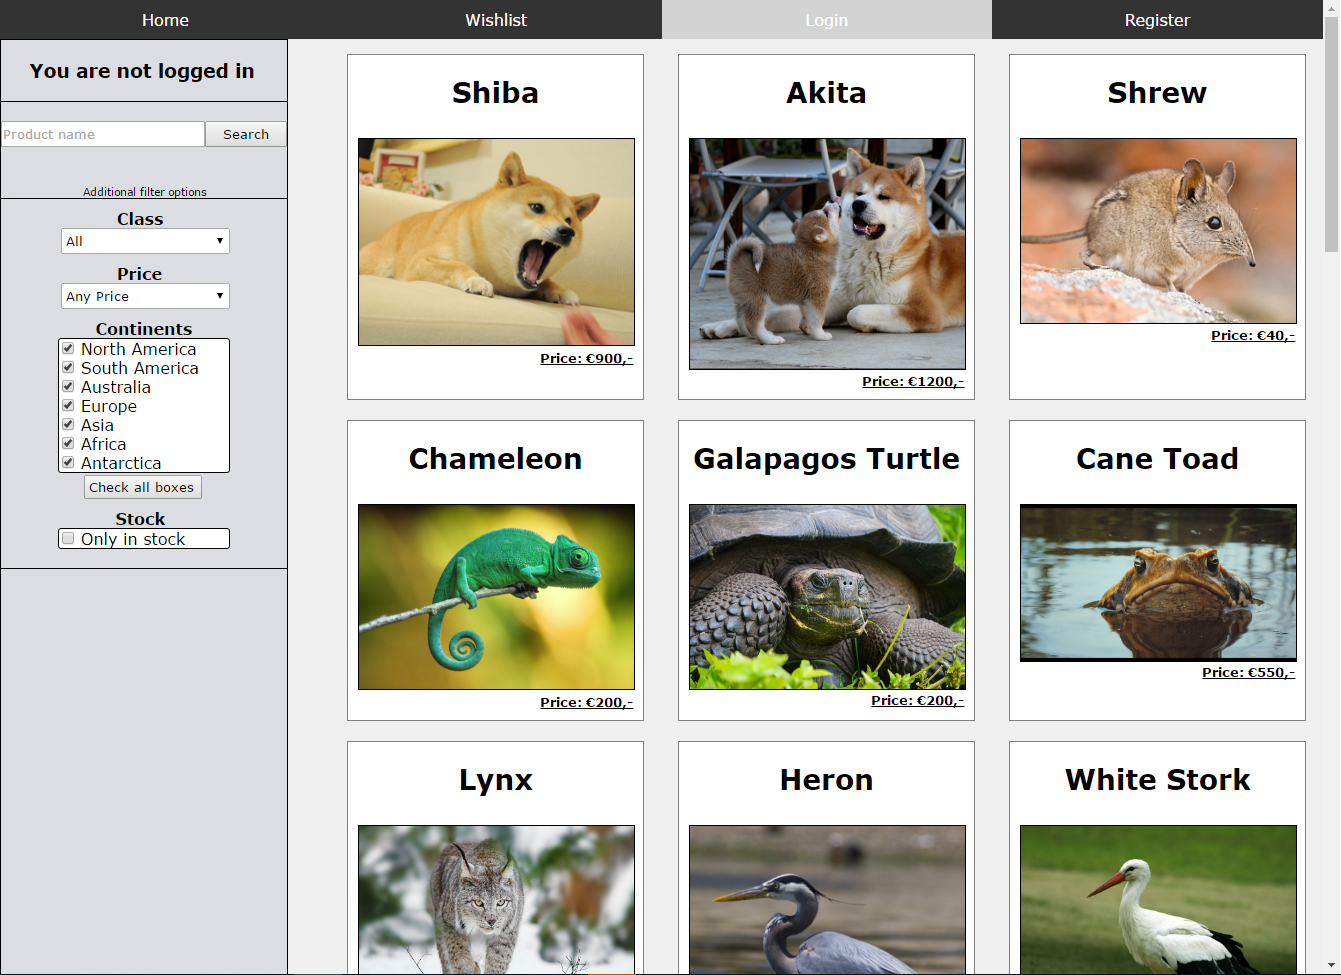 Home Wishlist Login Register
You are not logged in
Product name Search
Additional filter options
Class
All
Price
Any Price
Continents
North America
South America
Australia
Europe
Asia
Africa
Antarctica
Check all boxes
Stock
Only in stock
Shiba
Price: €900,-
Akita
Price: €1200,-
Shrew
Price: €40,-
Chameleon
Price: €200,-
Galapagos Turtle
Price: €200,-
Cane Toad
Price: €550,-
Lynx
Heron
White Stork